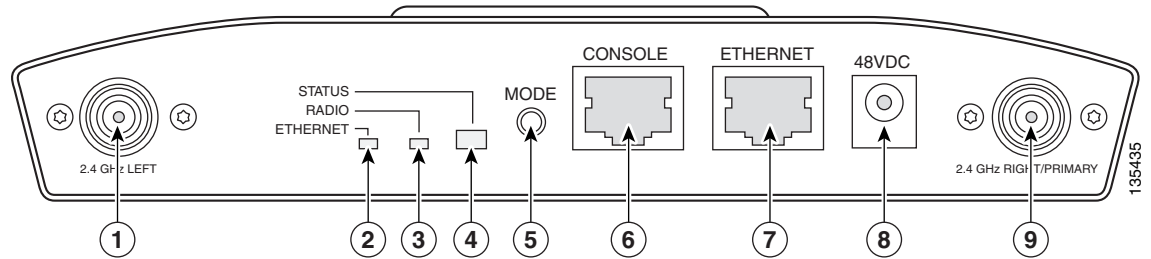 CONSOLE
ETHERNET
48VDC
STATUS
RADIO
ETHERNET
MODE
2.4 GHz LEFT
2.4 GHz RIGHT/PRIMARY
135435
1
2
3
4
5
6
7
8
9